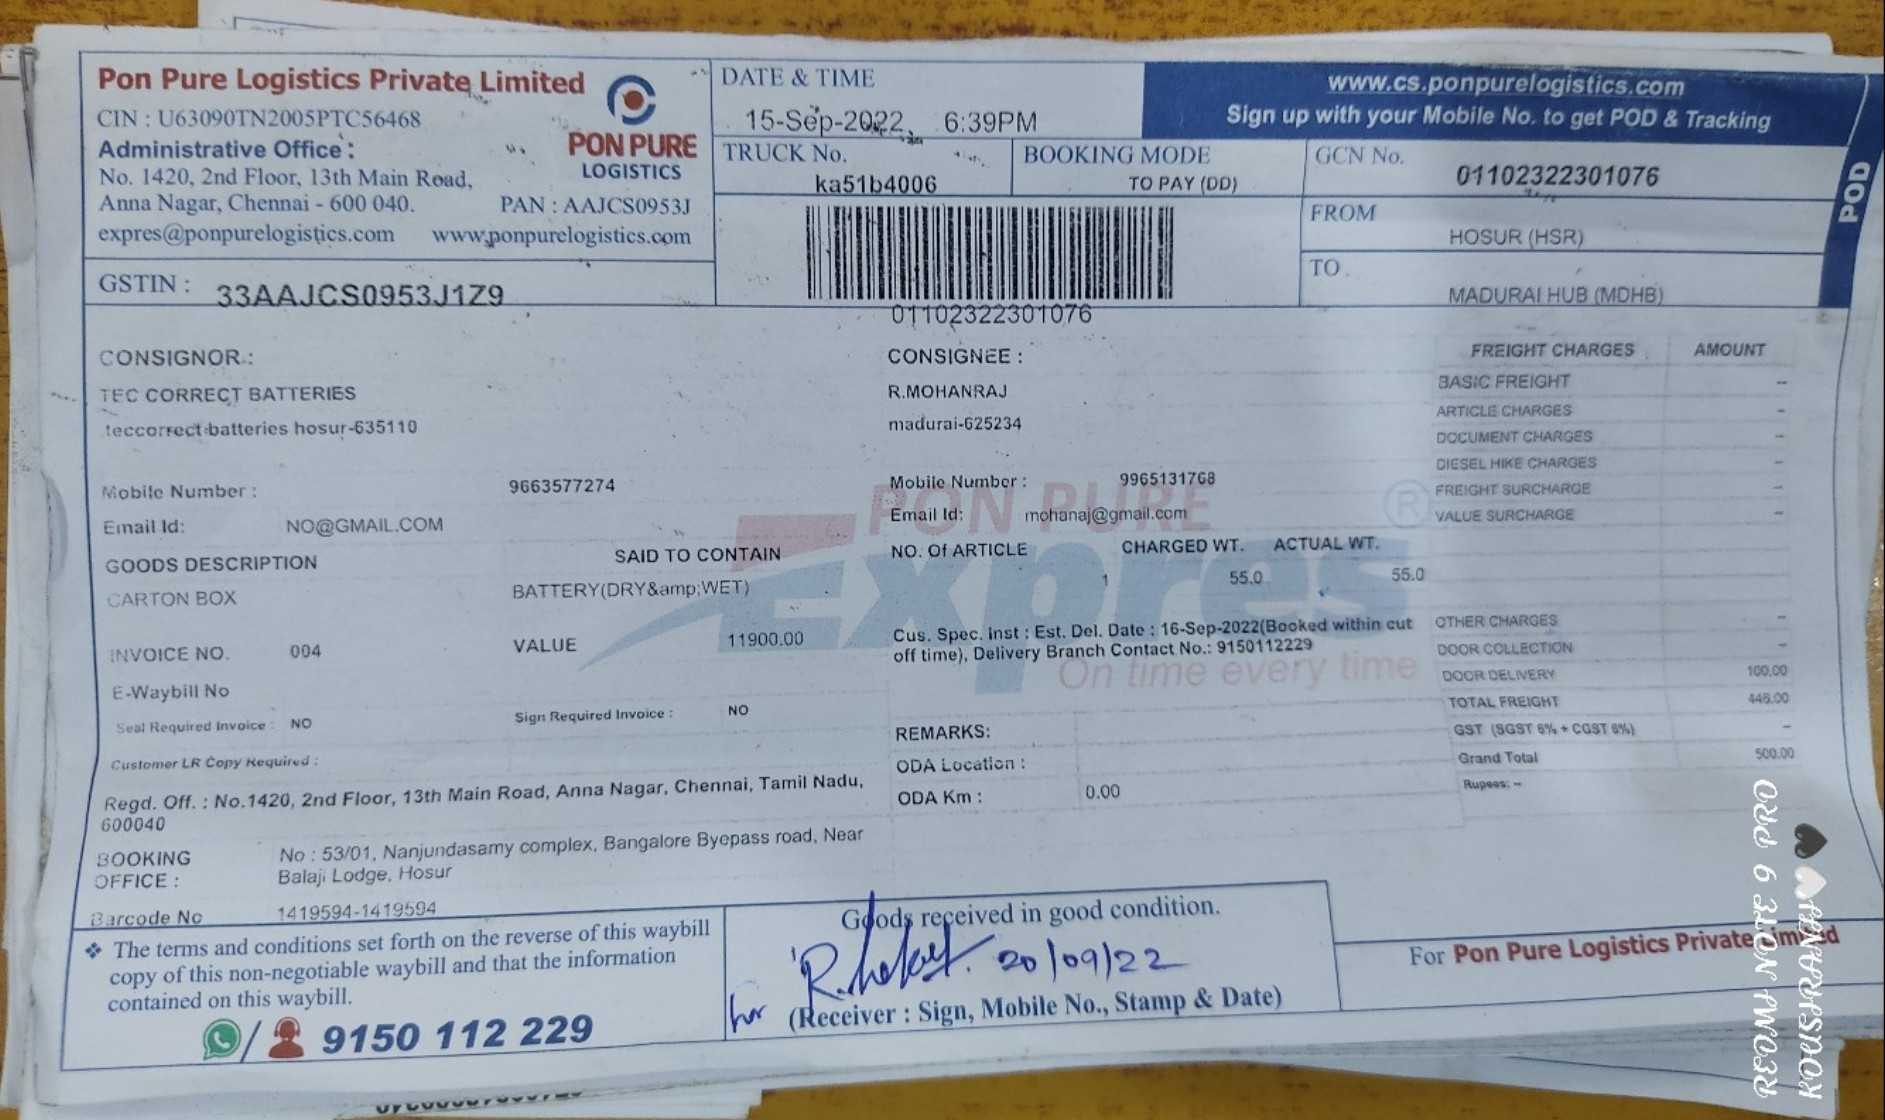 Pon Pure Logistics Private Limited
CIN : U63090TN2005PTC56468
Administrative Office :
No. 1420, 2nd Floor, 13th Main Road,
Anna Nagar, Chennai - 600 040. PAN : AAJCS0953J
expres@ponpurelogistics.com www.ponpurelogistics.com
PON PURE
LOGISTICS
GSTIN : 33AAJCS0953J1Z9
DATE & TIME
15-Sep-2022, 6:39PM
TRUCK No.
ka51b4006
BOOKING MODE
TO PAY (DD)
01102322301076
www.cs.ponpurelogistics.com
Sign up with your Mobile No. to get POD & Tracking
GCN No.
01102322301076
FROM
HOSUR (HSR)
TO
MADURAI HUB (MDHB)
POD
CONSIGNOR :
TEC CORRECT BATTERIES
teccorrect batteries hosur-635110
Mobile Number : 9663577274
Email Id: NO@GMAIL.COM
CONSIGNEE :
R.MOHANRAJ
madurai-625234
Mobile Number : 9965131768
Email Id: mohanaj@gmail.com
PON PURE
Expres
®
On time every time
GOODS DESCRIPTION SAID TO CONTAIN
CARTON BOX BATTERY(DRY&amp;WET)
NO. Of ARTICLE CHARGED WT. ACTUAL WT.
1 55.0 55.0
INVOICE NO. 004 VALUE 11900.00
Cus. Spec. Inst : Est. Del. Date : 16-Sep-2022(Booked within cut
off time), Delivery Branch Contact No.: 9150112229
E-Waybill No
Seal Required Invoice : NO Sign Required Invoice : NO
Customer LR Copy Required :
REMARKS:
ODA Location :
ODA Km : 0.00
FREIGHT CHARGES AMOUNT
BASIC FREIGHT --
ARTICLE CHARGES -
DOCUMENT CHARGES -
DIESEL HIKE CHARGES -
FREIGHT SURCHARGE -
VALUE SURCHARGE -
OTHER CHARGES -
DOOR COLLECTION -
DOOR DELIVERY 100.00
TOTAL FREIGHT
GST (SGST 6% + CGST 6%) -
Grand Total 500.00
Rupees: --
Regd. Off. : No.1420, 2nd Floor, 13th Main Road, Anna Nagar, Chennai, Tamil Nadu,
600040
BOOKING
OFFICE :
No : 53/01, Nanjundasamy complex, Bangalore Byepass road, Near
Balaji Lodge, Hosur
Barcode No 1419594-1419594
❖ The terms and conditions set forth on the reverse of this waybill
copy of this non-negotiable waybill and that the information
contained on this waybill.
/ 9150 112 229
Goods received in good condition.
20/09/22
for
(Receiver : Sign, Mobile No., Stamp & Date)
For Pon Pure Logistics Private Limited
REDMI NOTE 9 PRO
KOUSHRANJ